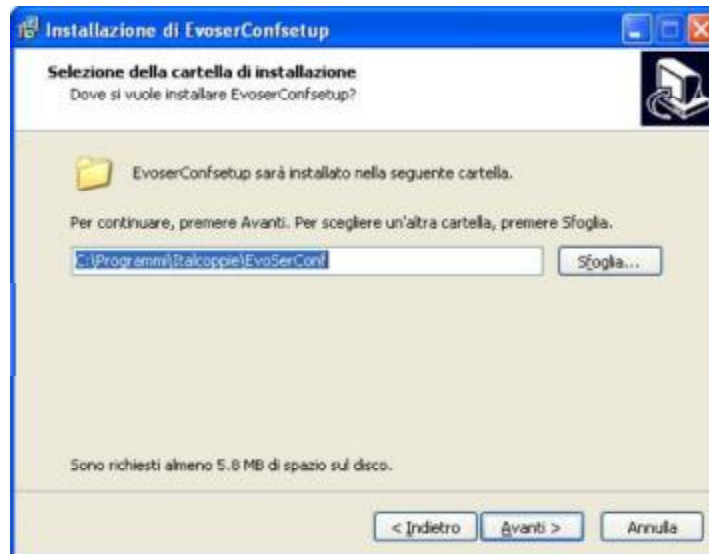 Installazione di EvoserConfsetup
Selezione della cartella di installazione
Dove si vuole installare EvoserConfsetup?
EvoserConfsetup sarà installato nella seguente cartella.
Per continuare, premere Avanti. Per scegliere un'altra cartella, premere Sfoglia.
C:\Programmi\Italcoppie\EvoSerConf
Sfoglia...
Sono richiesti almeno 5.8 MB di spazio sul disco.
< Indietro Avanti > Annulla